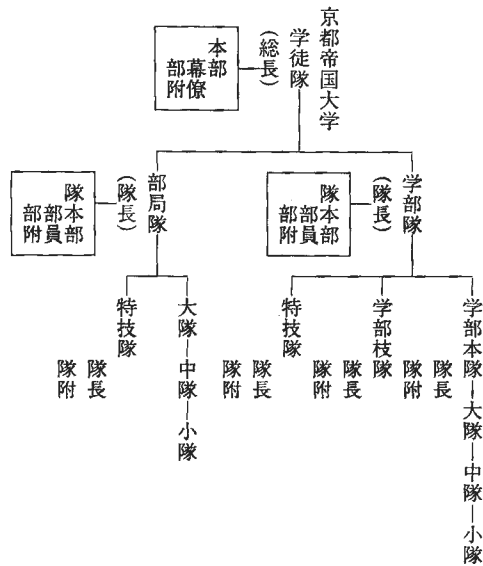 京都帝国大学
学徒隊
（総長）
本部
幕僚
部附
学部隊
（隊長）
隊本部
部員
部附
学部本隊―大隊―中隊―小隊
隊長
隊附
学部枝隊
隊長
隊附
特技隊
隊長
隊附
部局隊
（隊長）
隊本部
部員
部附
大隊―中隊―小隊
特技隊
隊長
隊附